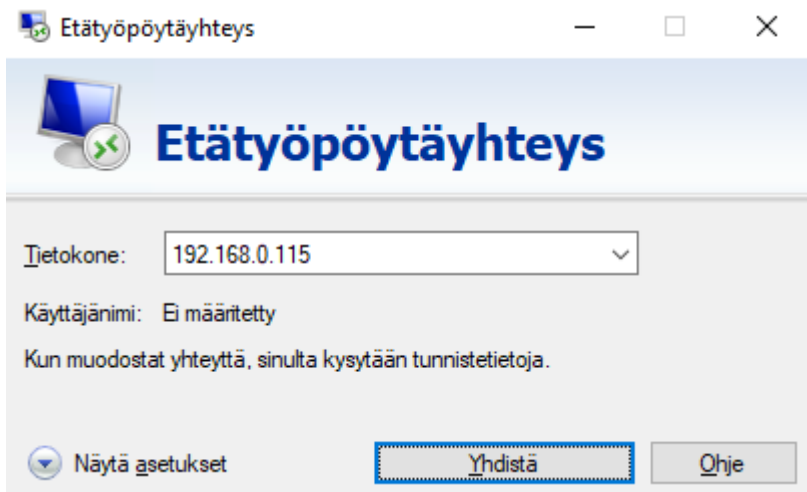 Etätyöpöytäyhteys
Etätyöpöytäyhteys
Tietokone: 192.168.0.115
Käyttäjänimi: Ei määritetty
Kun muodostat yhteyttä, sinulta kysytään tunnistetietoja.
Näytä asetukset Yhdistä Ohje